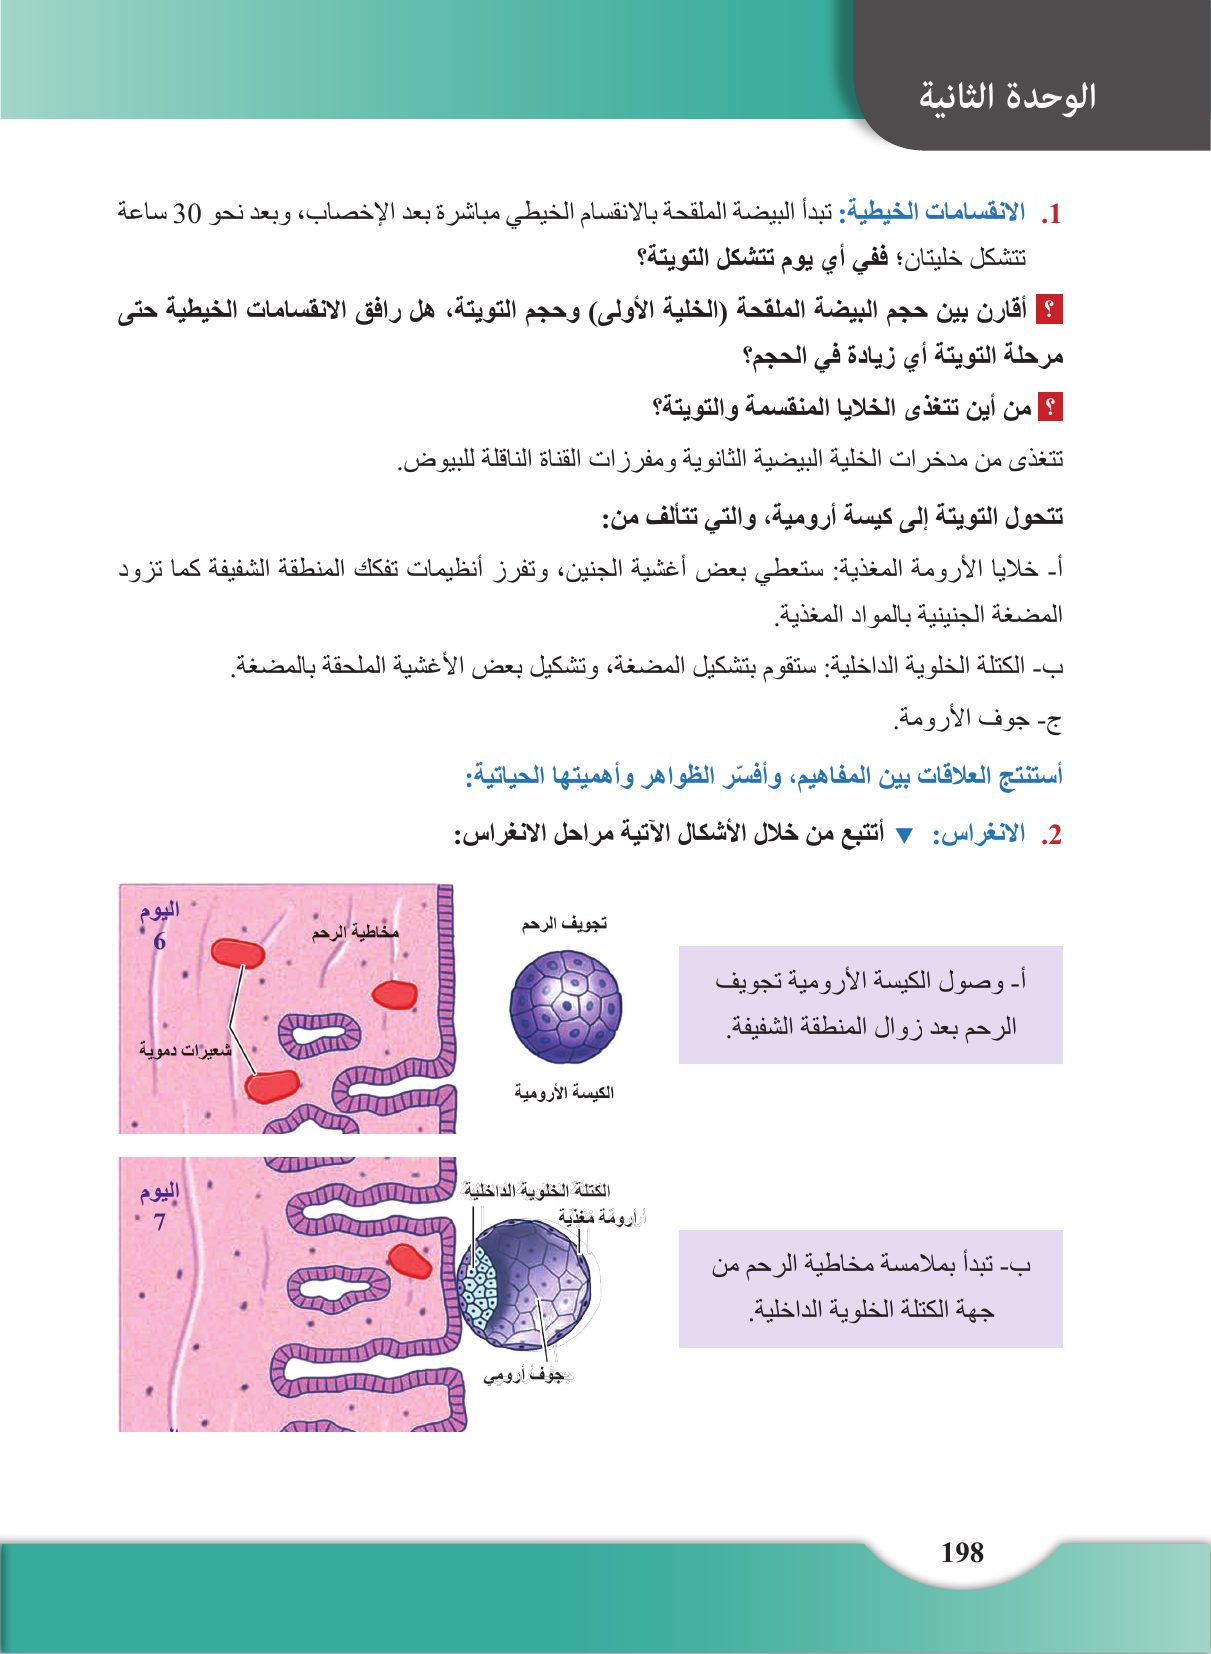 الوحدة الثانية
1. الانقسامات الخيطية: تبدأ البيضة الملقحة بالانقسام الخيطي مباشرة بعد الإخصاب، وبعد نحو 30 ساعة
تتشكل خليتان؛ ففي أي يوم تتشكل التويتة؟
؟ أقارن بين حجم البيضة الملقحة (الخلية الأولى) وحجم التويتة، هل رافق الانقسامات الخيطية حتى
مرحلة التويتة أي زيادة في الحجم؟
؟ من أين تتغذى الخلايا المنقسمة والتويتة؟
تتغذى من مدخرات الخلية البيضية الثانوية ومفرزات القناة الناقلة للبيوض.
تتحول التويتة إلى كيسة أرومية، والتي تتألف من:
أ- خلايا الأرومة المغذية: ستعطي بعض أغشية الجنين، وتفرز أنظيمات تفكك المنطقة الشفيفة كما تزود
المضغة الجنينية بالمواد المغذية.
ب- الكتلة الخلوية الداخلية: ستقوم بتشكيل المضغة، وتشكيل بعض الأغشية الملحقة بالمضغة.
ج- جوف الأرومة.
أستنتج العلاقات بين المفاهيم، وأفسّر الظواهر وأهميتها الحياتية:
2. الانغراس: ▼ أتتبع من خلال الأشكال الآتية مراحل الانغراس:
أ- وصول الكيسة الأرومية تجويف
الرحم بعد زوال المنطقة الشفيفة.
تجويف الرحم
الكيسة الأرومية
مخاطية الرحم
شعيرات دموية
اليوم
6
ب- تبدأ بملامسة مخاطية الرحم من
جهة الكتلة الخلوية الداخلية.
الكتلة الخلوية الداخلية
أرومة مغذية
جوف أرومي
اليوم
7
198